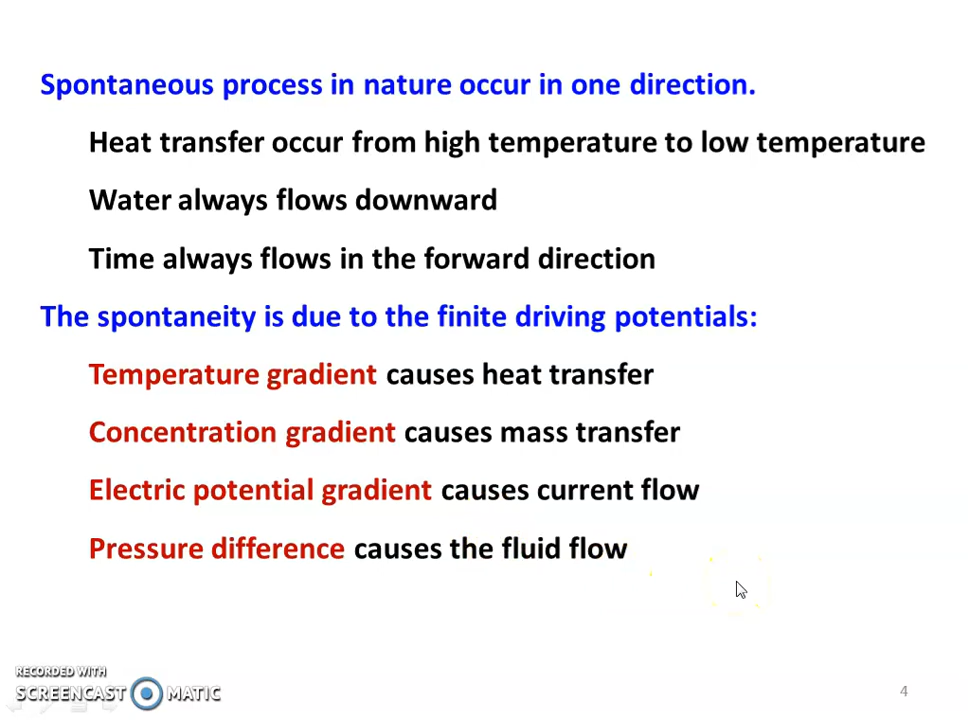 Spontaneous process in nature occur in one direction.
Heat transfer occur from high temperature to low temperature
Water always flows downward
Time always flows in the forward direction
The spontaneity is due to the finite driving potentials:
Temperature gradient causes heat transfer
Concentration gradient causes mass transfer
Electric potential gradient causes current flow
Pressure difference causes the fluid flow
RECORDED WITH
SCREENCAST MATIC
4